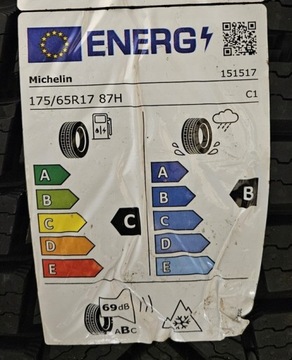 ENERG
Michelin
151517
175/65R17 87H
C1
A
B
C
D
E
C
A
B
C
D
E
B
69dB
ABC